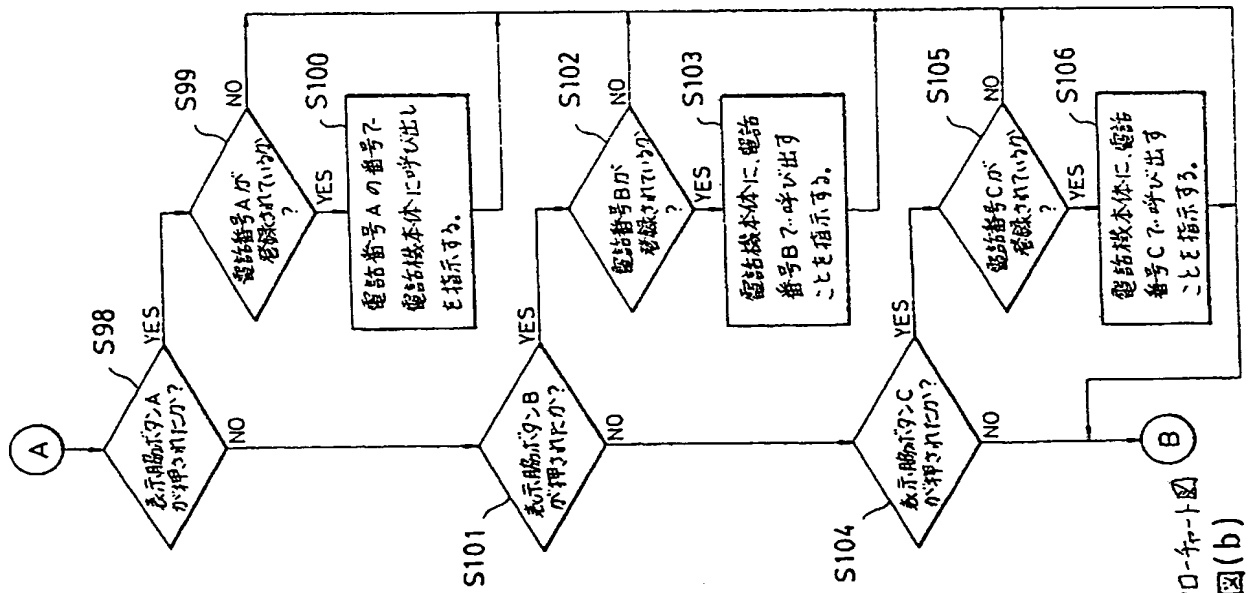 A
S98
表示脇ボタンA
が押されたか?
YES
NO
S99
電話番号Aが
登録されているか
?
NO
YES
S100
電話番号Aの番号で
電話機本体に呼び出し
を指示する。
S101
表示脇ボタンB
が押されたか?
YES
NO
S102
電話番号Bが
登録されているか
?
NO
YES
S103
電話機本体に、電話
番号Bで呼び出す
ことを指示する。
S104
表示脇ボタンC
が押されたか?
YES
NO
S105
電話番号Cが
登録されているか
?
NO
YES
S106
電話機本体に、電話
番号Cで呼び出す
ことを指示する。
B
ローチャート図
図(b)